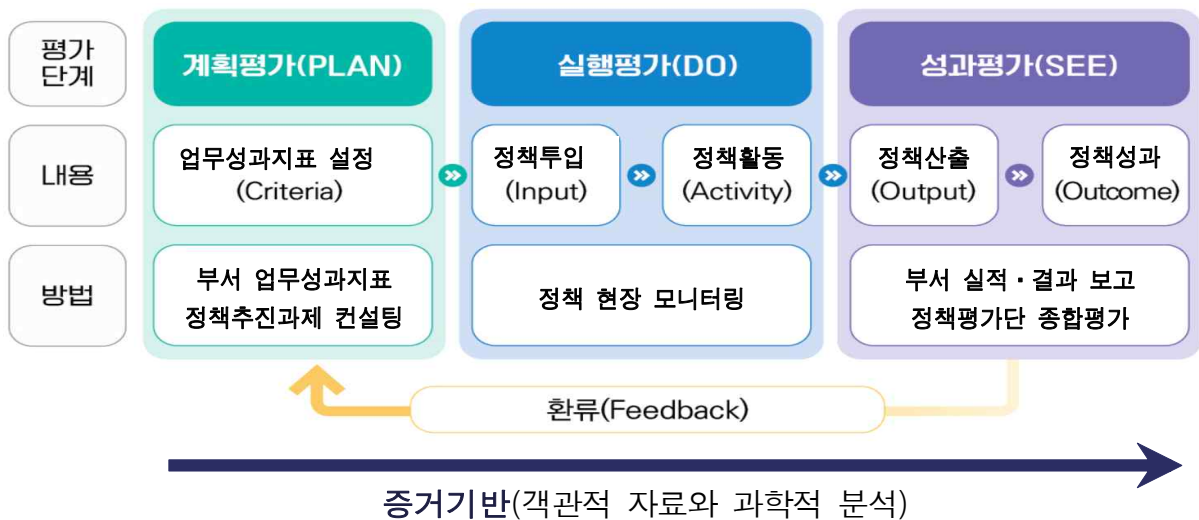 평가
단계
계획평가(PLAN)
실행평가(DO)
성과평가(SEE)
내용
업무성과지표 설정
(Criteria)
정책투입
(Input)
정책활동
(Activity)
정책산출
(Output)
정책성과
(Outcome)
방법
부서 업무성과지표
정책추진과제 컨설팅
정책 현장 모니터링
부서 실적·결과 보고
정책평가단 종합평가
환류(Feedback)
증거기반(객관적 자료와 과학적 분석)